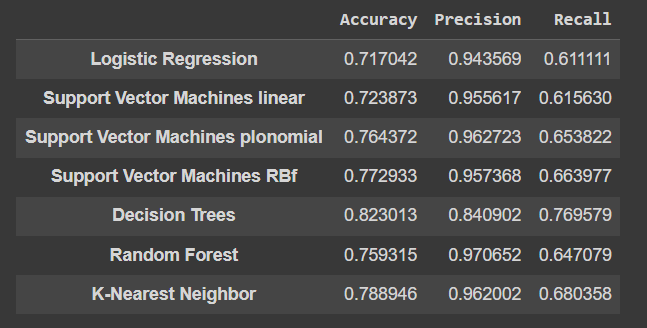 Accuracy Precision Recall
Logistic Regression 0.717042 0.943569 0.611111
Support Vector Machines linear 0.723873 0.955617 0.615630
Support Vector Machines plonomial 0.764372 0.962723 0.653822
Support Vector Machines RBf 0.772933 0.957368 0.663977
Decision Trees 0.823013 0.840902 0.769579
Random Forest 0.759315 0.970652 0.647079
K-Nearest Neighbor 0.788946 0.962002 0.680358